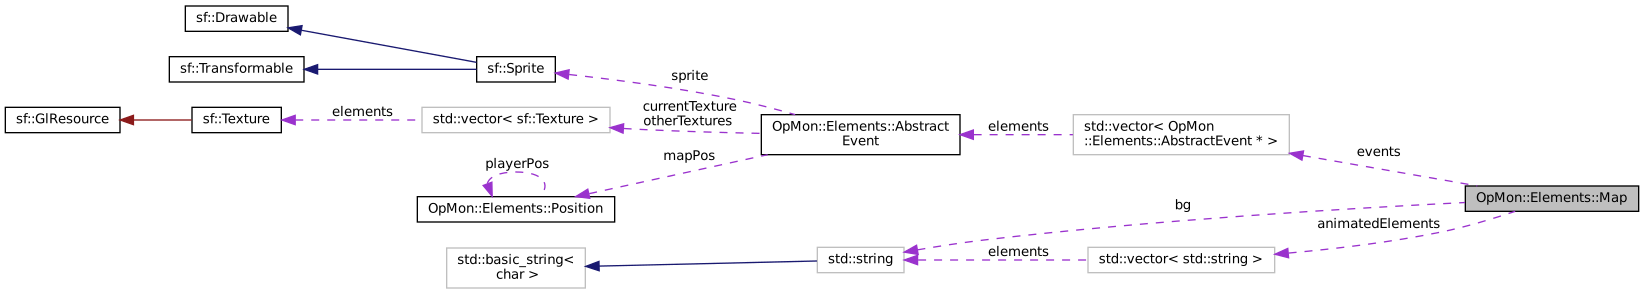 sf::Drawable
sf::Transformable
sf::Sprite
sprite
sf::GlResource
sf::Texture
elements
std::vector< sf::Texture >
currentTexture
otherTextures
OpMon::Elements::Abstract
Event
elements
std::vector< OpMon
::Elements::AbstractEvent * >
events
mapPos
playerPos
OpMon::Elements::Position
OpMon::Elements::Map
bg
animatedElements
std::basic_string<
char >
std::string
elements
std::vector< std::string >